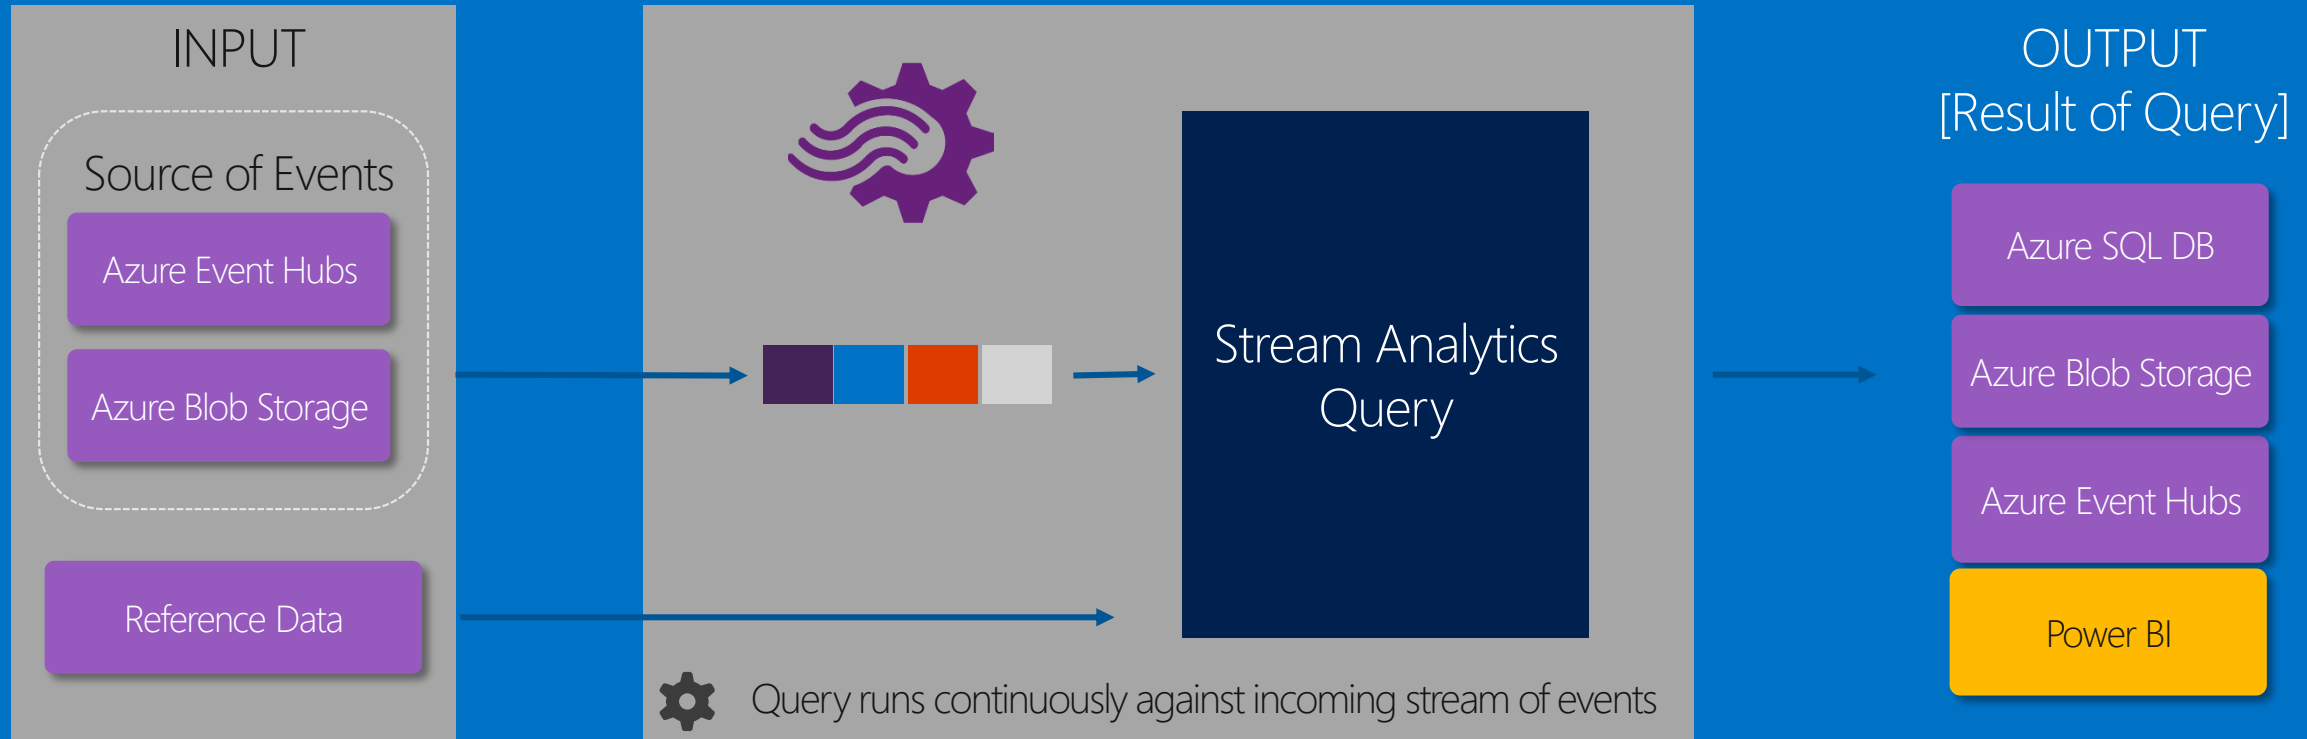 INPUT
Source of Events
Azure Event Hubs
Azure Blob Storage
Reference Data
Stream Analytics
Query
Query runs continuously against incoming stream of events
OUTPUT
[Result of Query]
Azure SQL DB
Azure Blob Storage
Azure Event Hubs
Power BI